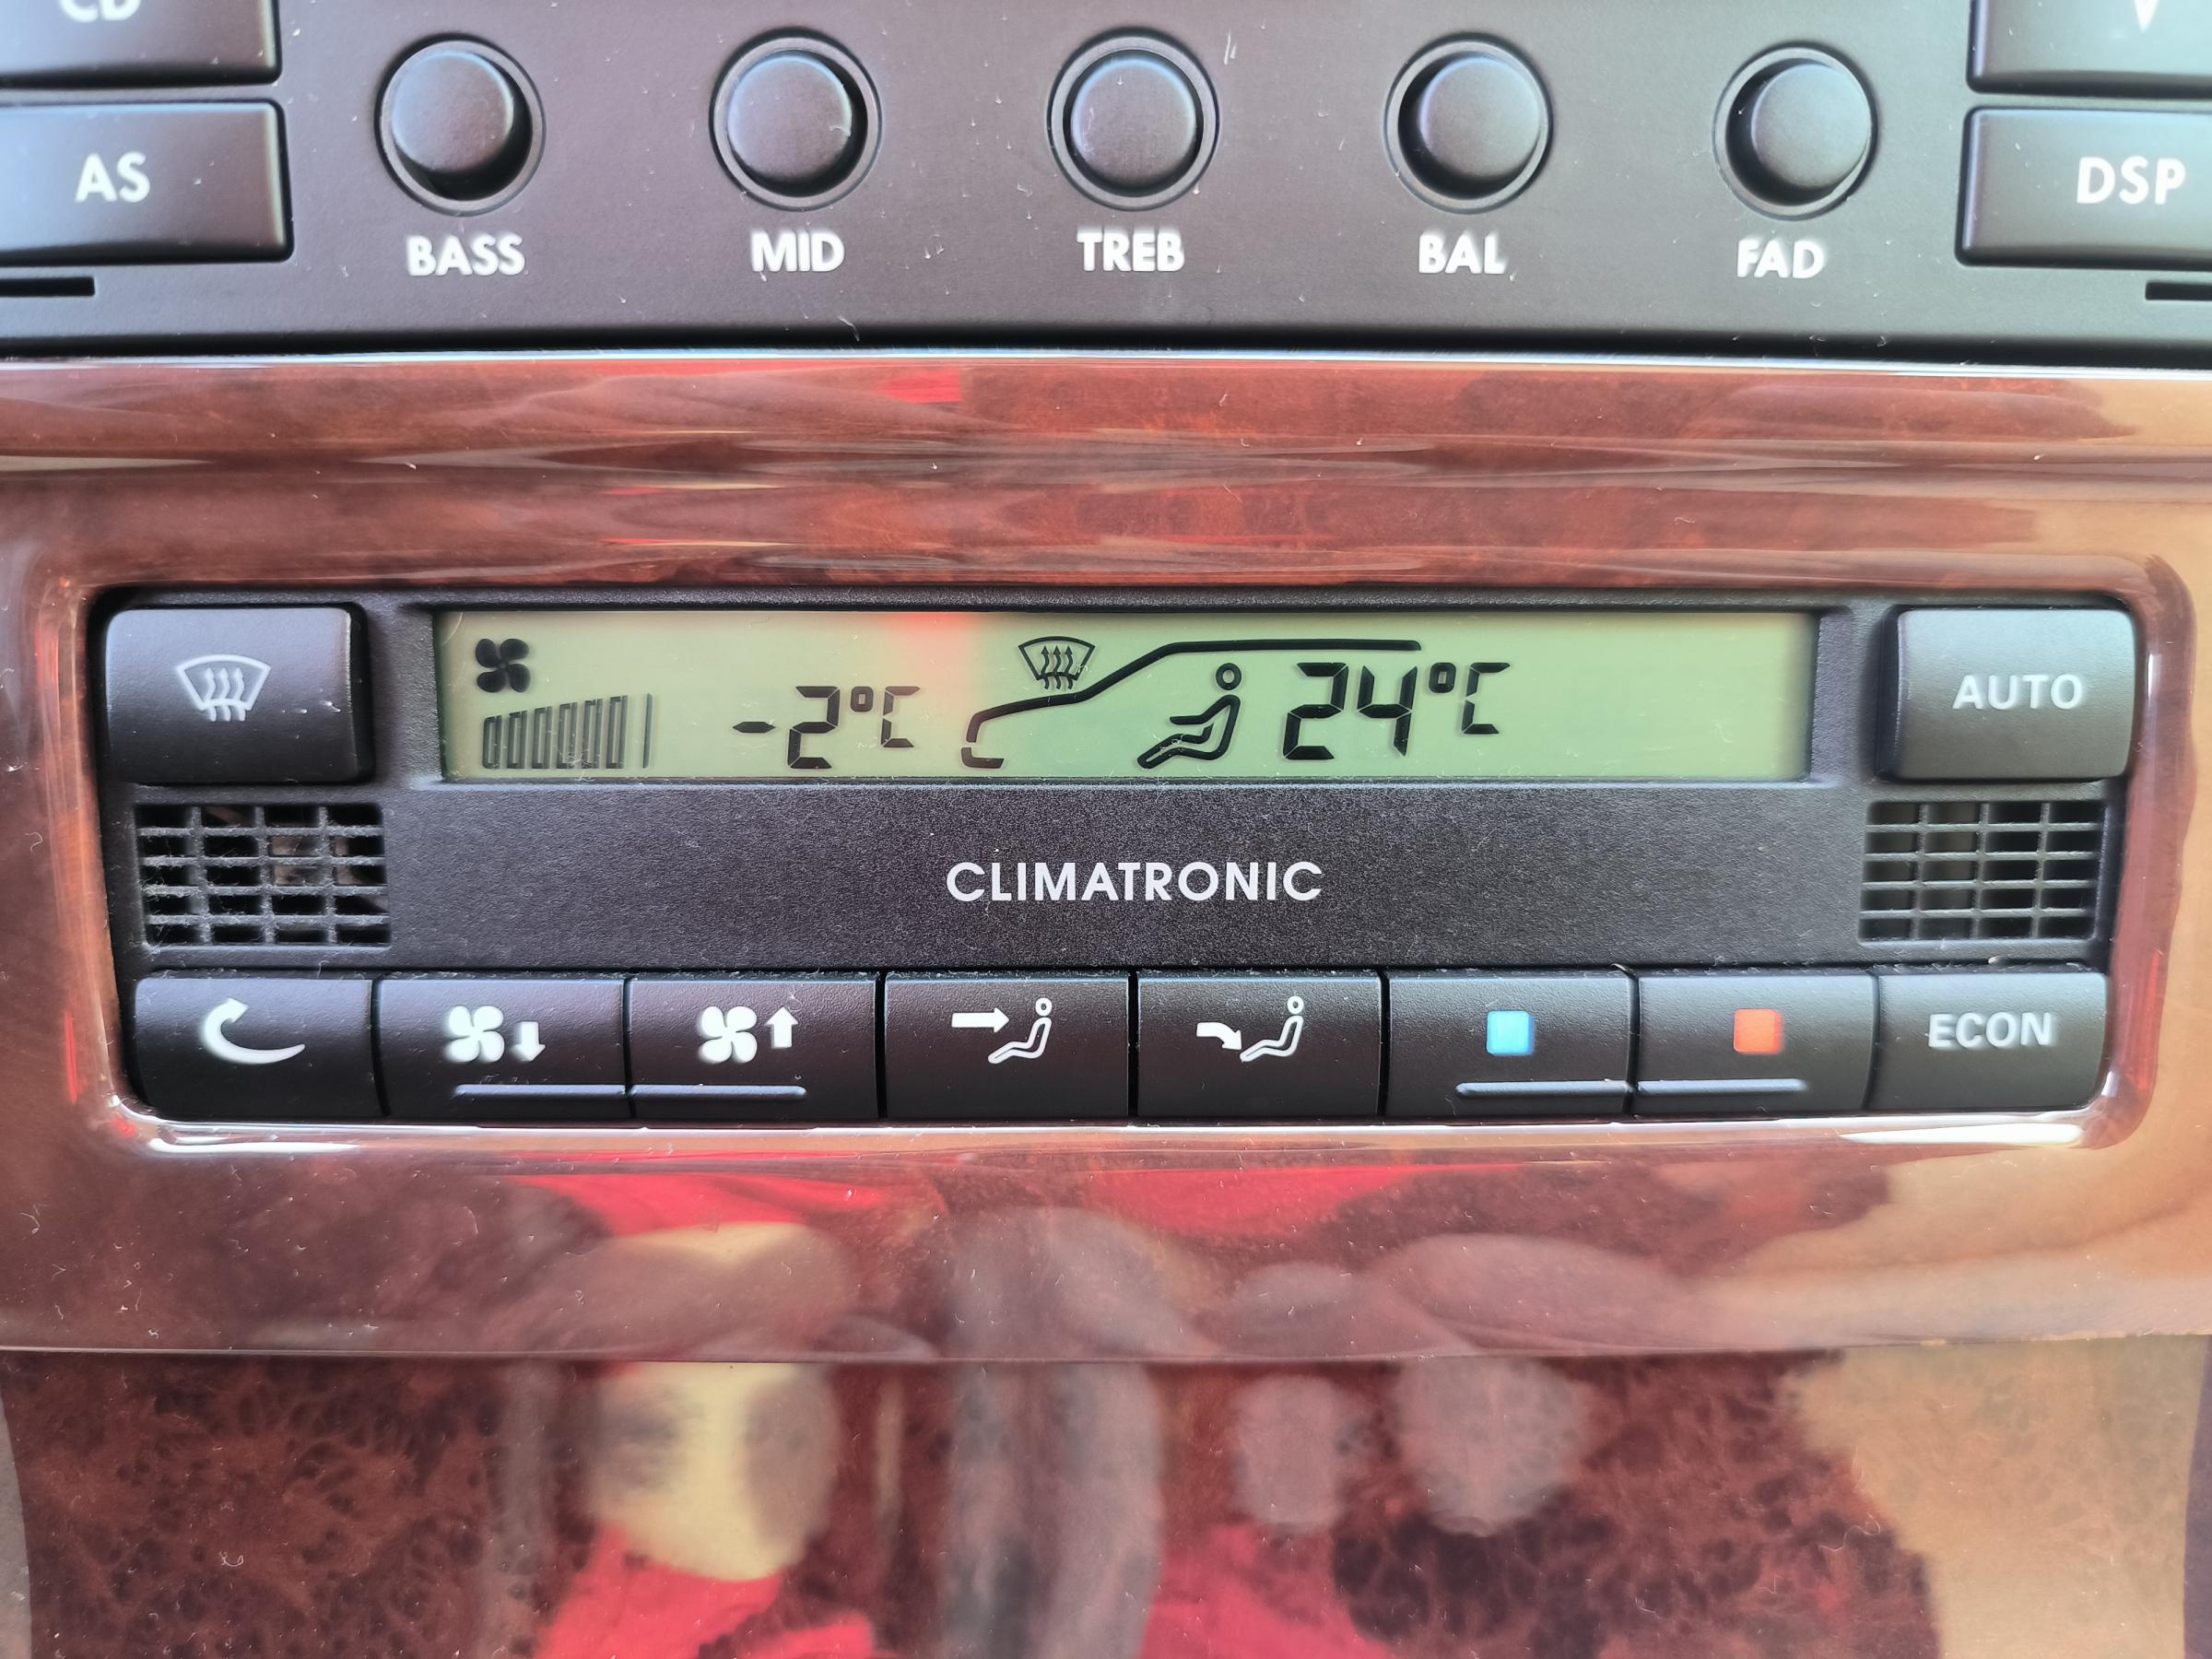 CD
AS
BASS
MID
TREB
BAL
FAD
DSP
-2°C
24°C
AUTO
CLIMATRONIC
ECON